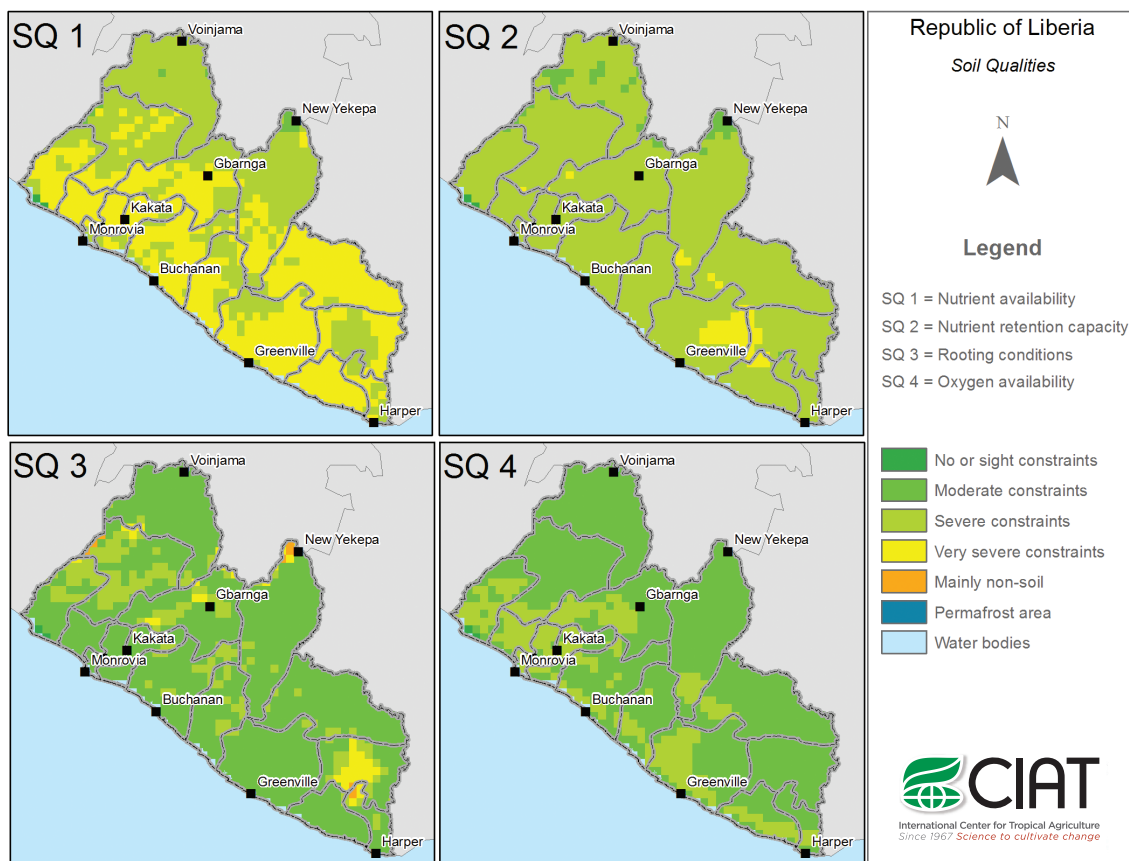 SQ 1
Voinjama
New Yekepa
Gbarnga
Kakata
Monrovia
Buchanan
Greenville
Harper
SQ 2
Voinjama
New Yekepa
Gbarnga
Kakata
Monrovia
Buchanan
Greenville
Harper
SQ 3
Voinjama
New Yekepa
Gbarnga
Kakata
Monrovia
Buchanan
Greenville
Harper
SQ 4
Voinjama
New Yekepa
Gbarnga
Kakata
Monrovia
Buchanan
Greenville
Harper
Republic of Liberia
Soil Qualities
N
Legend
SQ 1 = Nutrient availability
SQ 2 = Nutrient retention capacity
SQ 3 = Rooting conditions
SQ 4 = Oxygen availability
No or sight constraints
Moderate constraints
Severe constraints
Very severe constraints
Mainly non-soil
Permafrost area
Water bodies
CIAT
International Center for Tropical Agriculture
Since 1967 Science to cultivate change